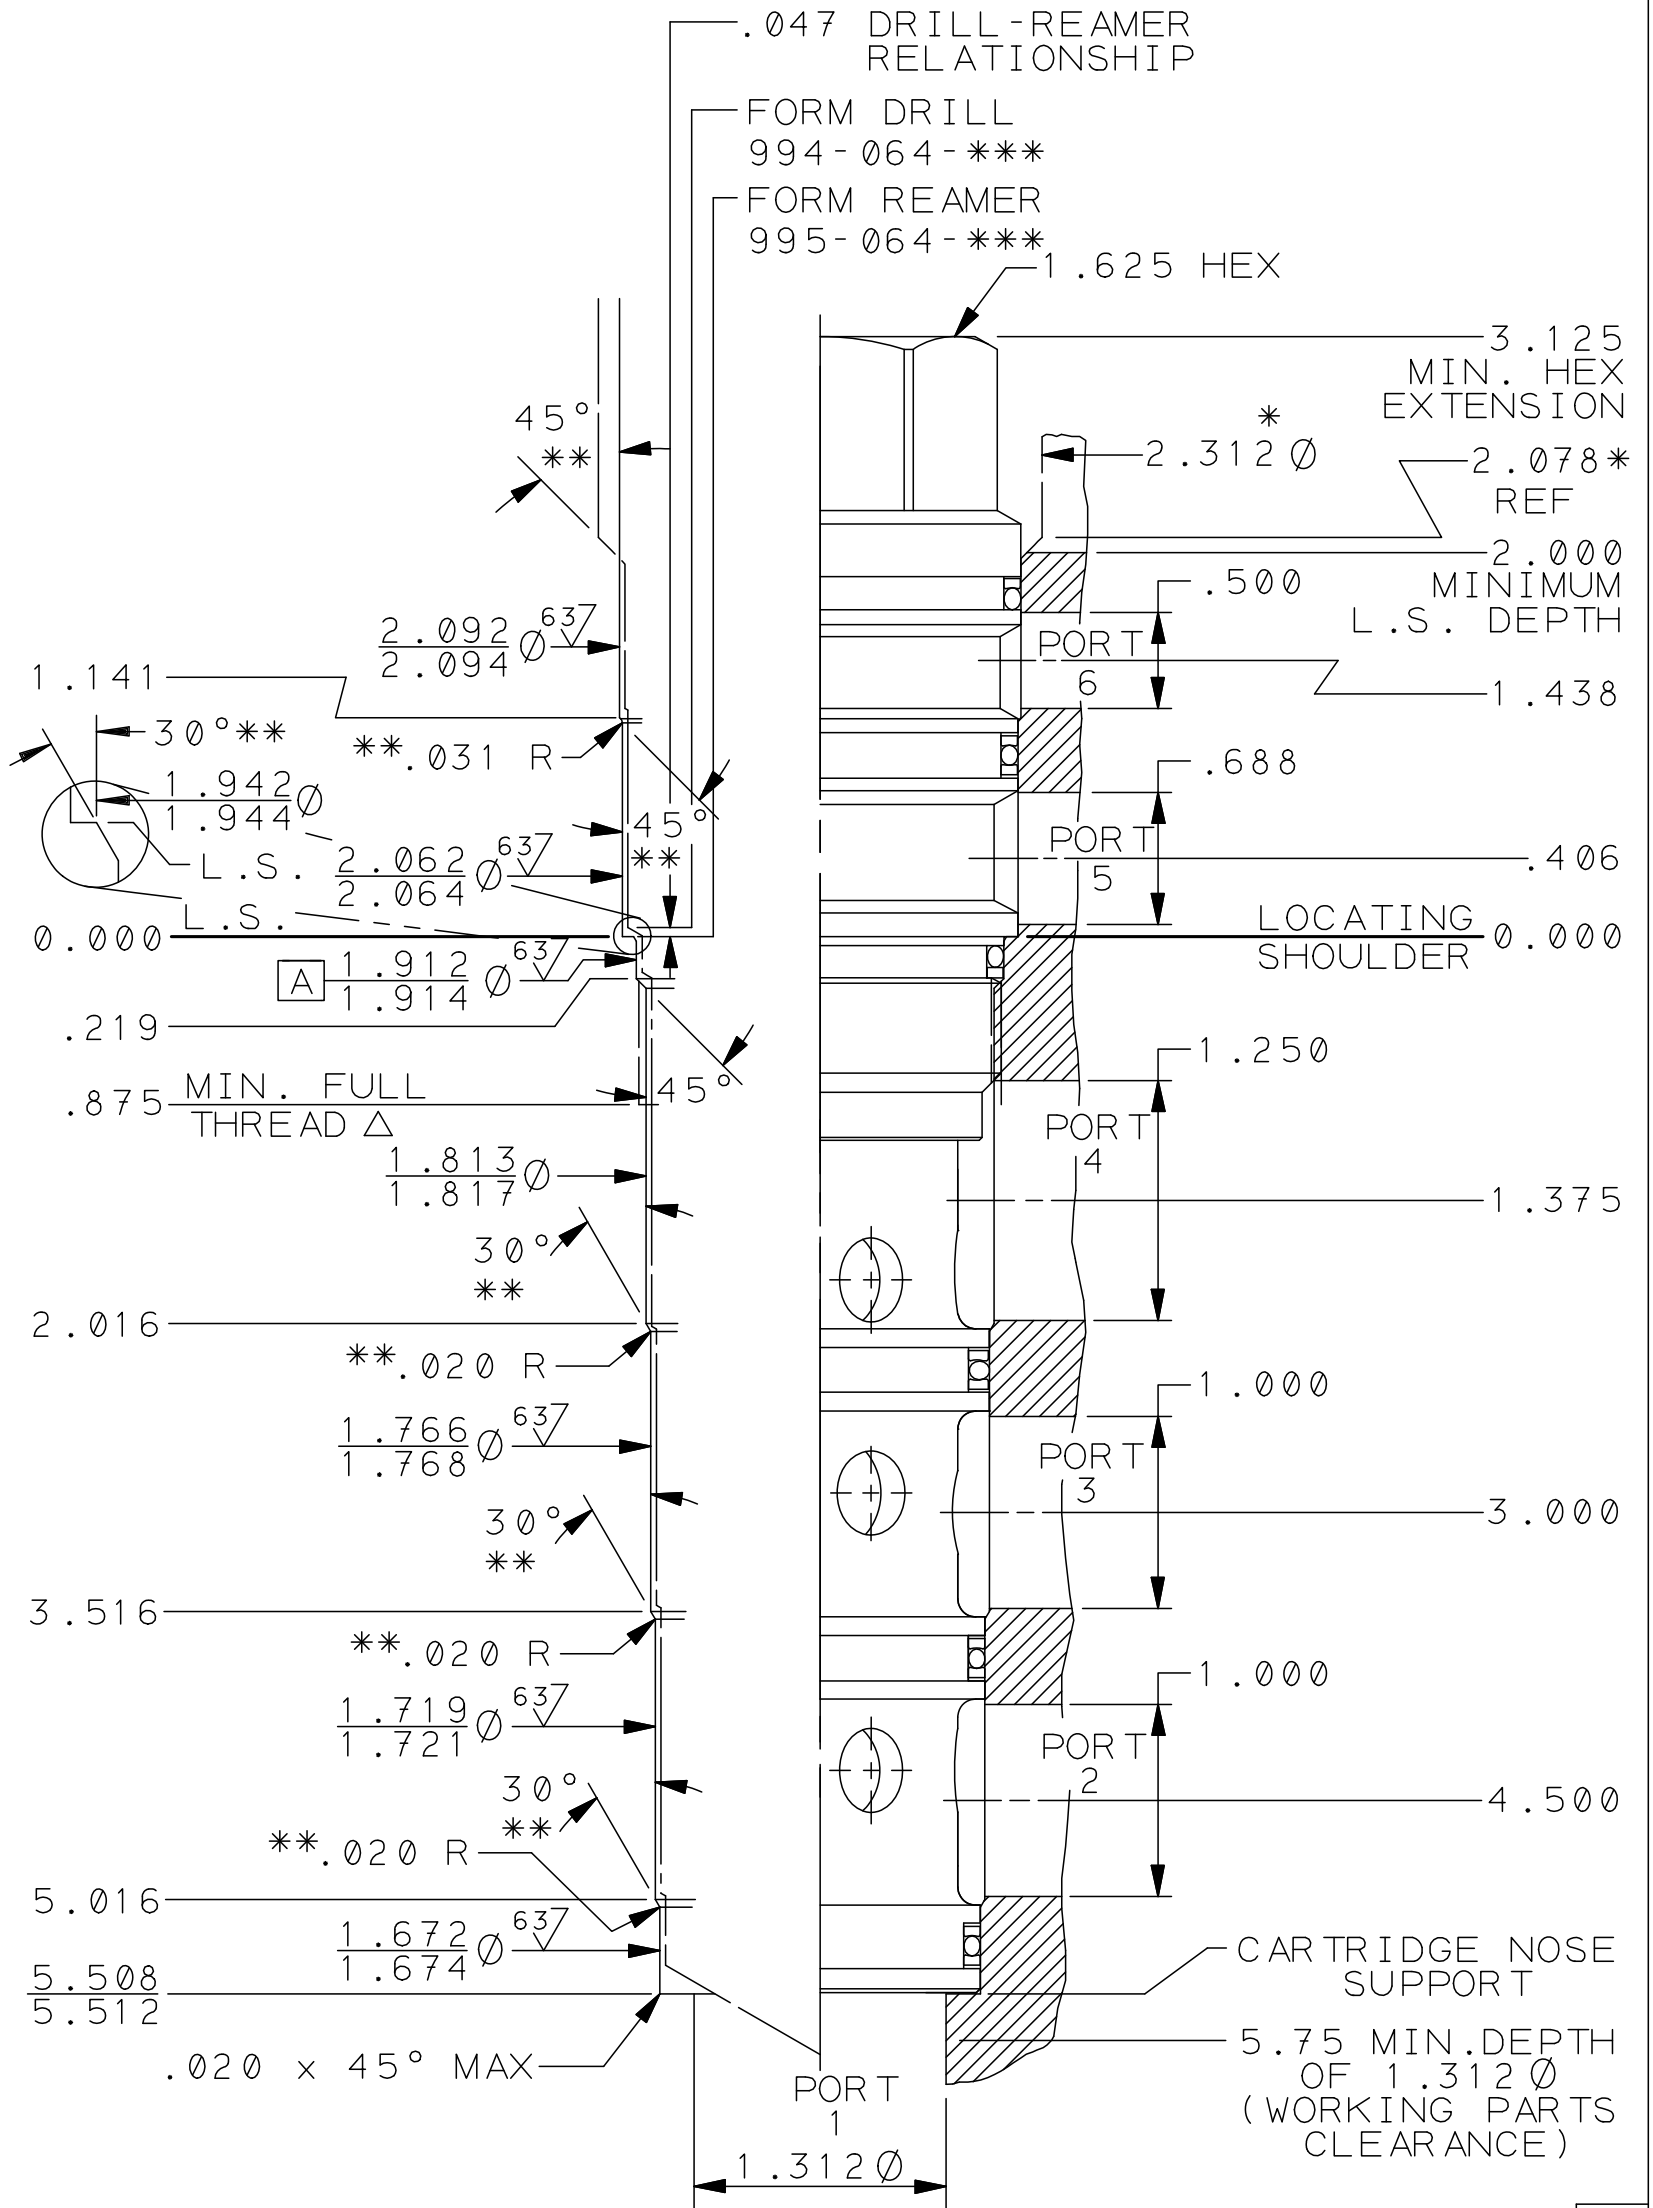 .047 DRILL-REAMER
RELATIONSHIP
FORM DRILL
994-064-***
FORM REAMER
995-064-***
1.625 HEX
3.125
MIN. HEX
EXTENSION
45°
**
*
2.312 Ø
2.078*
REF
2.000
MINIMUM
L.S. DEPTH
.500
2.092
2.094
Ø
63
PORT
6
1.438
1.141
30°**
**.031 R
.688
1.942
1.944
Ø
45°
**
L.S.
2.062
2.064
Ø
63
PORT
5
.406
L.S.
0.000
LOCATING
SHOULDER
0.000
A
1.912
1.914
Ø
63
.219
1.250
.875
MIN. FULL
THREAD △
45°
PORT
4
1.813
1.817
Ø
1.375
30°
**
2.016
**.020 R
1.000
1.766
1.768
Ø
63
PORT
3
3.000
30°
**
3.516
**.020 R
1.000
1.719
1.721
Ø
63
PORT
2
30°
**
4.500
**.020 R
5.016
1.672
1.674
Ø
63
CARTRIDGE NOSE
SUPPORT
5.508
5.512
5.75 MIN.DEPTH
OF 1.312Ø
(WORKING PARTS
CLEARANCE)
.020 x 45° MAX
PORT
1
1.312Ø